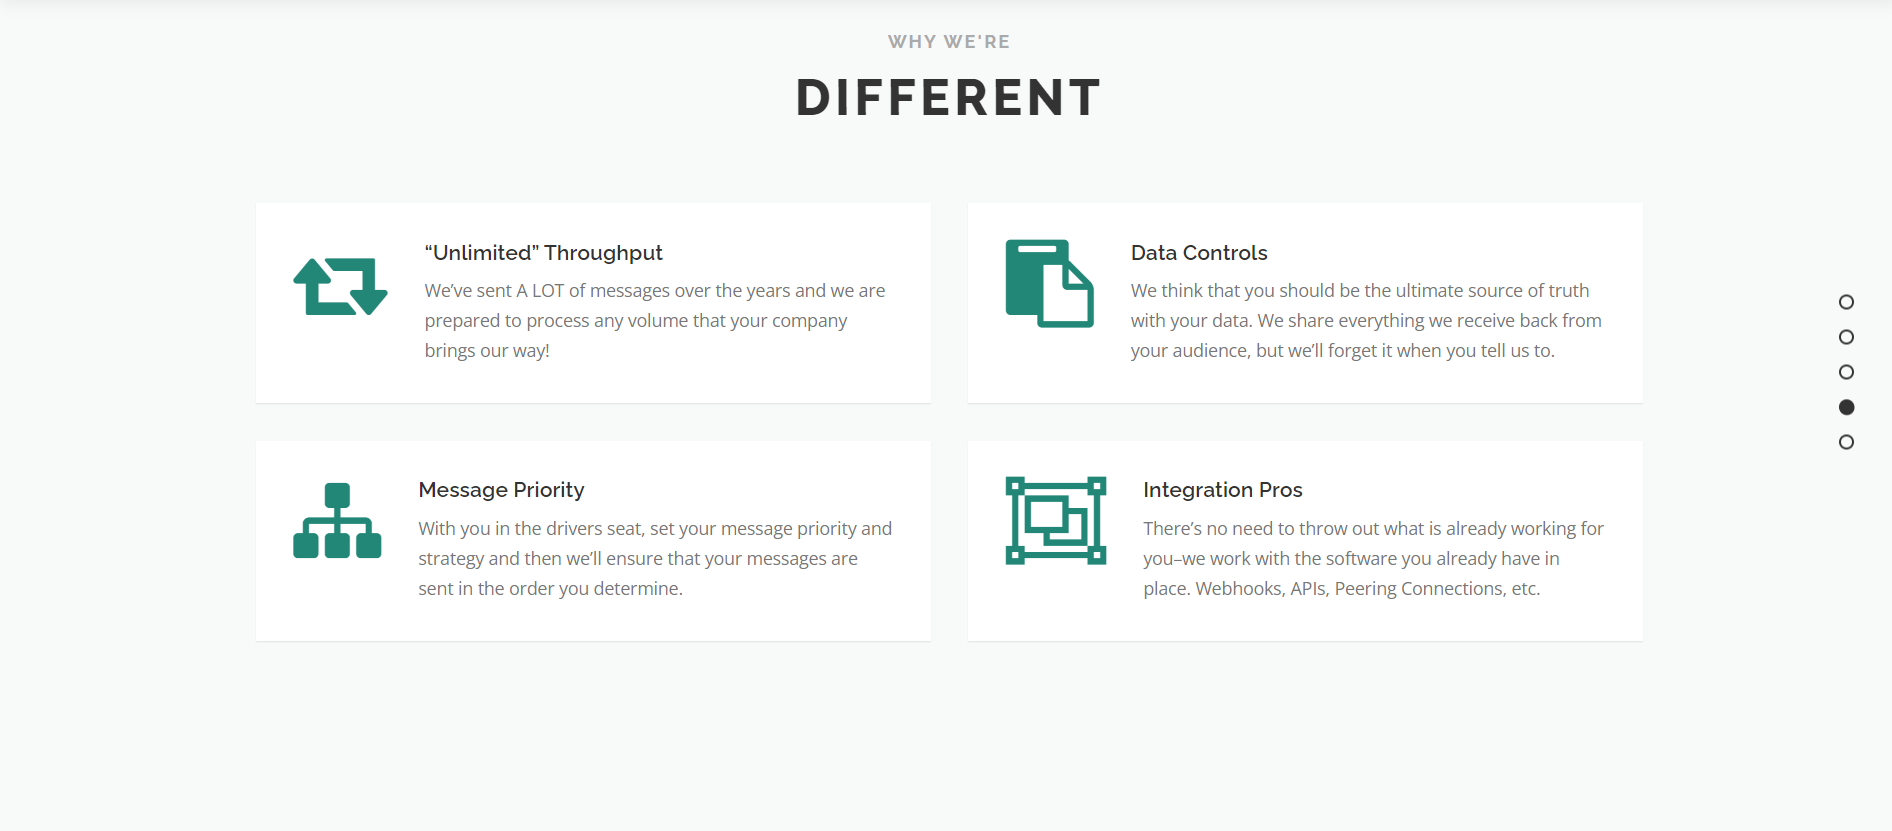 WHY WE'RE
DIFFERENT
“Unlimited” Throughput
We’ve sent A LOT of messages over the years and we are
prepared to process any volume that your company
brings our way!
Data Controls
We think that you should be the ultimate source of truth
with your data. We share everything we receive back from
your audience, but we’ll forget it when you tell us to.
Message Priority
With you in the drivers seat, set your message priority and
strategy and then we’ll ensure that your messages are
sent in the order you determine.
Integration Pros
There’s no need to throw out what is already working for
you–we work with the software you already have in
place. Webhooks, APIs, Peering Connections, etc.